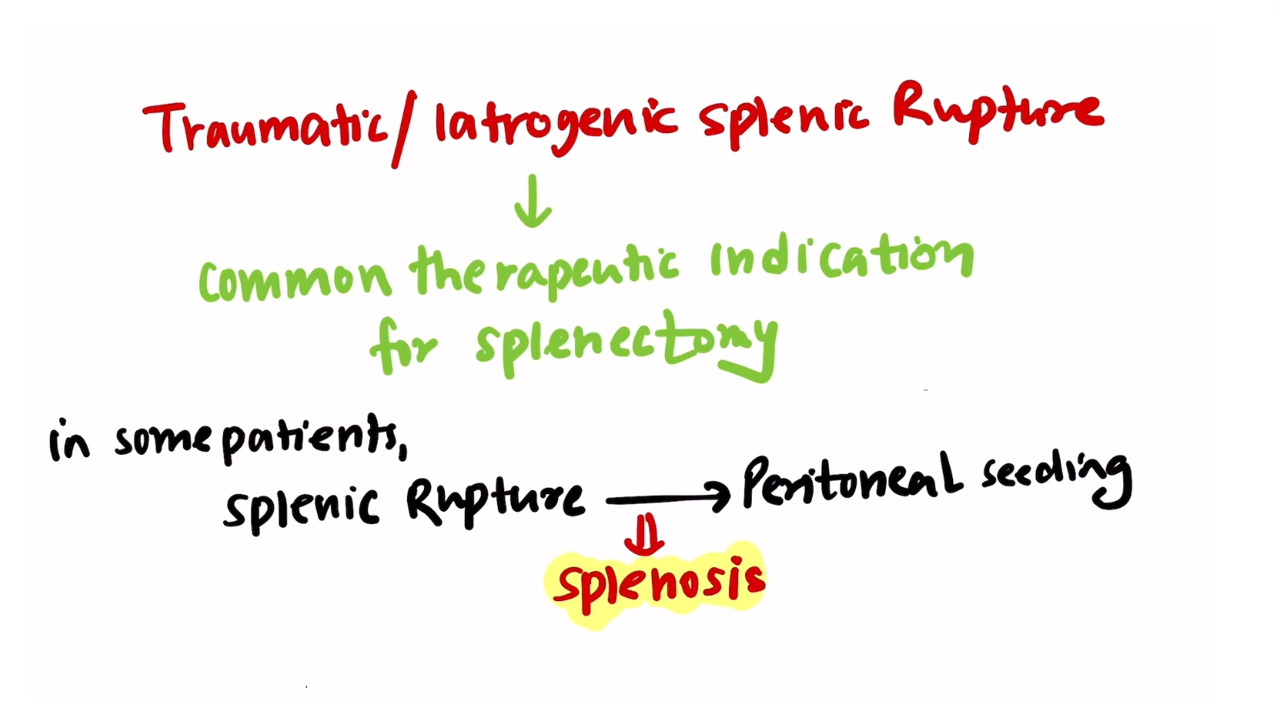 Traumatic/ Iatrogenic splenic Rupture
↓
common therapeutic indication
for splenectomy
in some patients,
splenic Rupture → Peritoneal seeding
⇓
splenosis